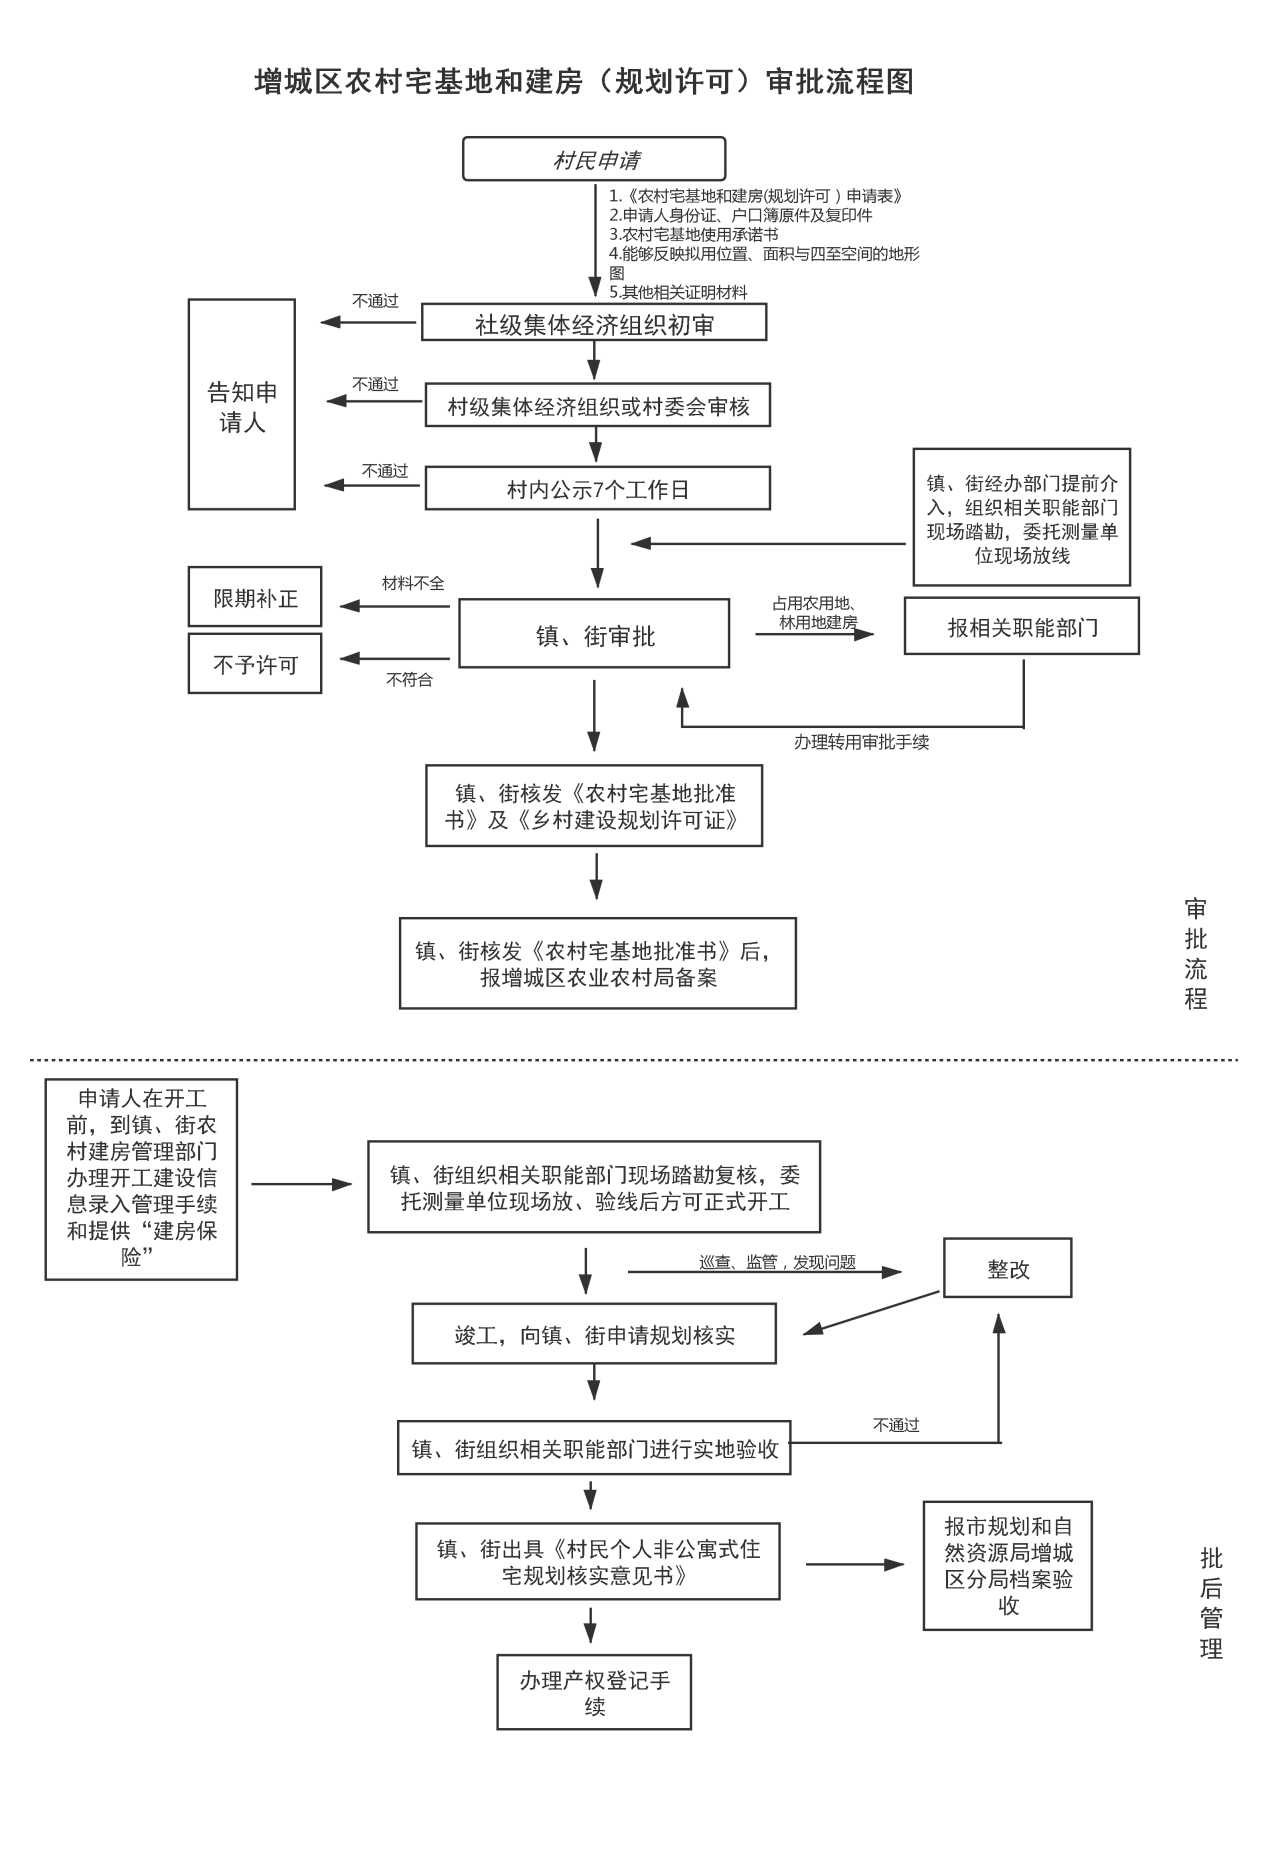 增城区农村宅基地和建房（规划许可）审批流程图
村民申请
1.《农村宅基地和建房(规划许可 ）申请表》
2.申请人身份证、户口簿原件及复印件
3.农村宅基地使用承诺书
4.能够反映拟用位置、面积与四至空间的地形
图
5.其他相关证明材料
不通过
社级集体经济组织初审
告知申
请人
不通过
村级集体经济组织或村委会审核
不通过
村内公示7个工作日
镇、街经办部门提前介
入，组织相关职能部门
现场踏勘，委托测量单
位现场放线
材料不全
限期补正
镇、街审批
占用农用地、
林用地建房
报相关职能部门
不予许可
不符合
办理转用审批手续
镇、街核发《农村宅基地批准
书》及《乡村建设规划许可证》
镇、街核发《农村宅基地批准书》后，
报增城区农业农村局备案
审
批
流
程
申请人在开工
前，到镇、街农
村建房管理部门
办理开工建设信
息录入管理手续
和提供“建房保
险”
镇、街组织相关职能部门现场踏勘复核，委
托测量单位现场放、验线后方可正式开工
巡查、监管，发现问题
整改
竣工，向镇、街申请规划核实
不通过
镇、街组织相关职能部门进行实地验收
镇、街出具《村民个人非公寓式住
宅规划核实意见书》
报市规划和自
然资源局增城
区分局档案验
收
批
后
管
理
办理产权登记手
续